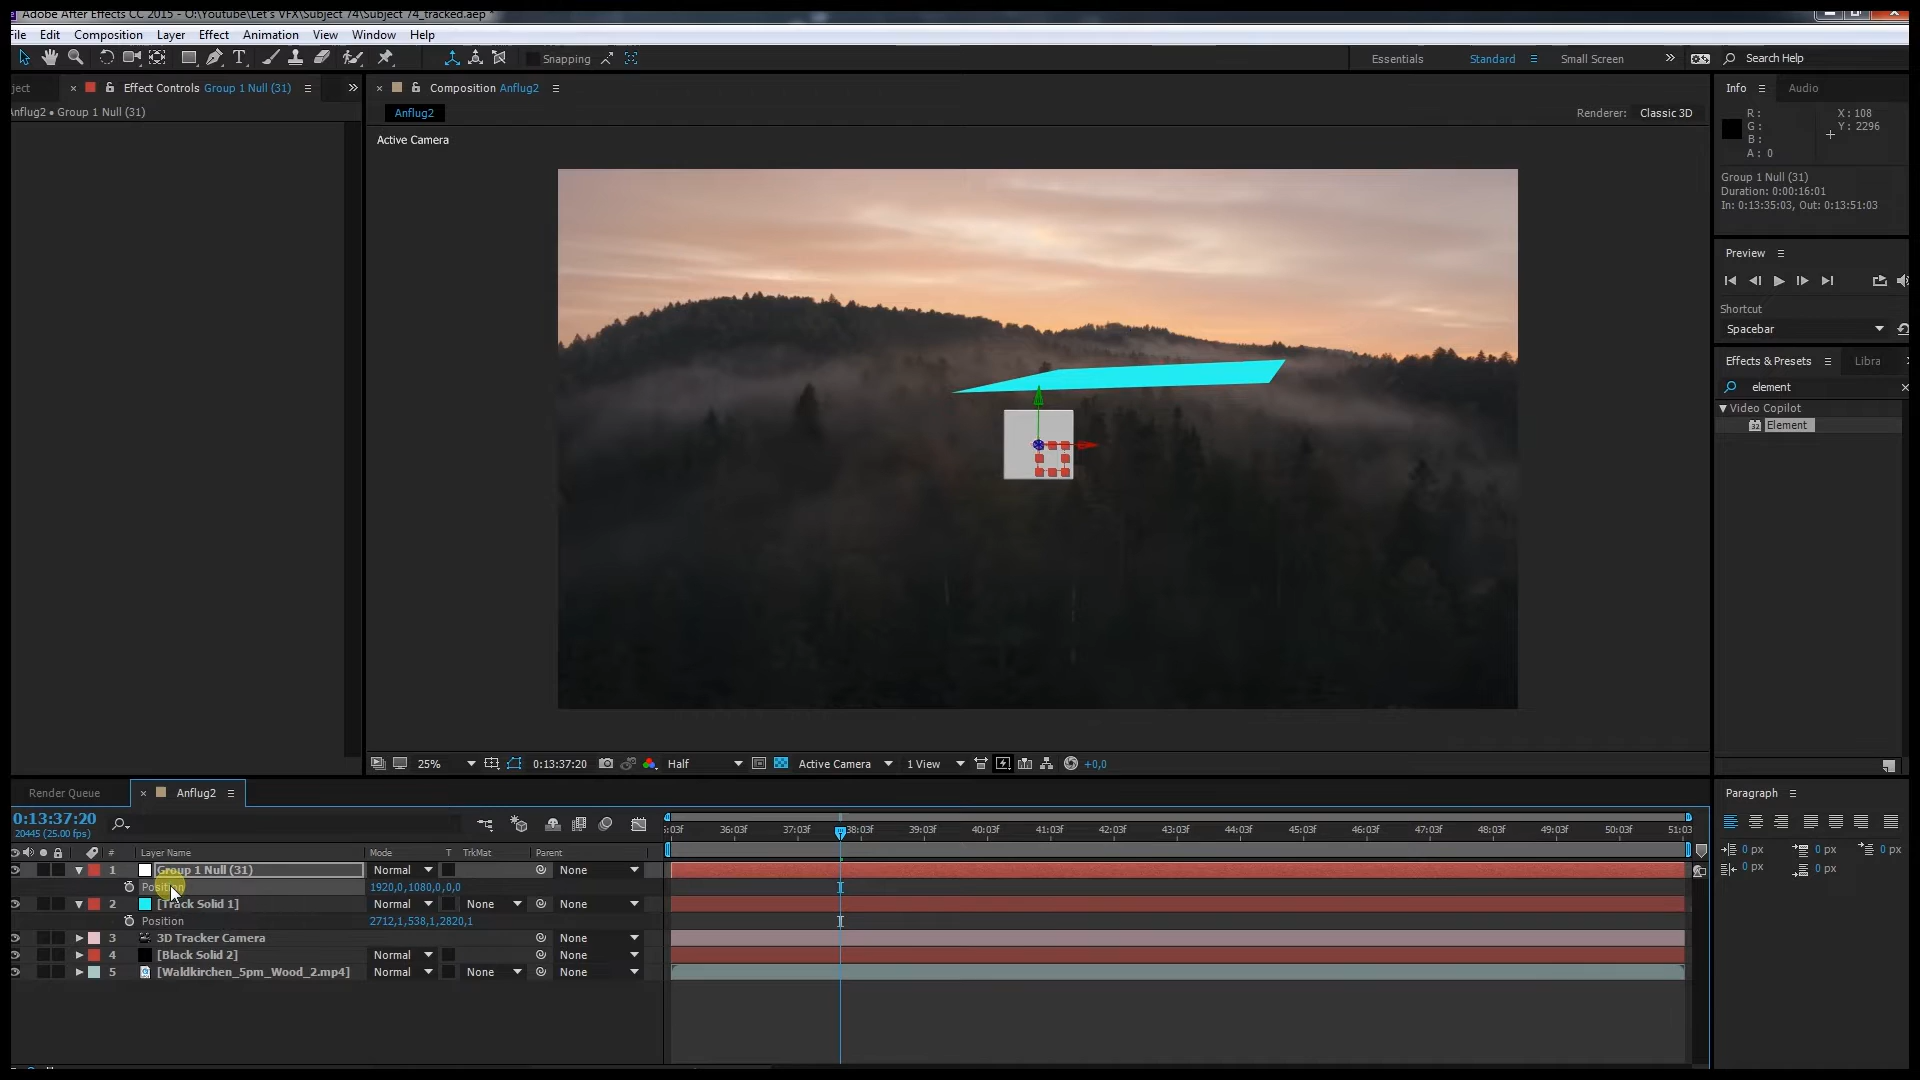 Adobe After Effects CC 2015 - O:\Youtube\Let's VFX\Subject 74\Subject 74_tracked.aep *
File Edit Composition Layer Effect Animation View Window Help
Snapping
Essentials Standard Small Screen Search Help
ject Effect Controls Group 1 Null (31)
Anflug2 • Group 1 Null (31)
Composition Anflug2
Anflug2
Renderer: Classic 3D
Active Camera
Info Audio
R: X: 108
G: Y: 2296
B:
A: 0
Group 1 Null (31)
Duration: 0:00:16:01
In: 0:13:35:03, Out: 0:13:51:03
Preview
Shortcut
Spacebar
Effects & Presets Libra
element
Video Copilot
32 Element
25% 0:13:37:20 Half Active Camera 1 View +0,0
Render Queue Anflug2
0:13:37:20
20445 (25.00 fps)
:03f 36:03f 37:03f 38:03f 39:03f 40:03f 41:03f 42:03f 43:03f 44:03f 45:03f 46:03f 47:03f 48:03f 49:03f 50:03f 51:03
# Layer Name Mode T TrkMat Parent
1 Group 1 Null (31) Normal None
Position 1920,0,1080,0,0,0
2 [Track Solid 1] Normal None None
Position 2712,1,538,1,2820,1
3 3D Tracker Camera None
4 [Black Solid 2] Normal None
5 [Waldkirchen_5pm_Wood_2.mp4] Normal None None
Paragraph
0 px 0 px 0 px
0 px 0 px